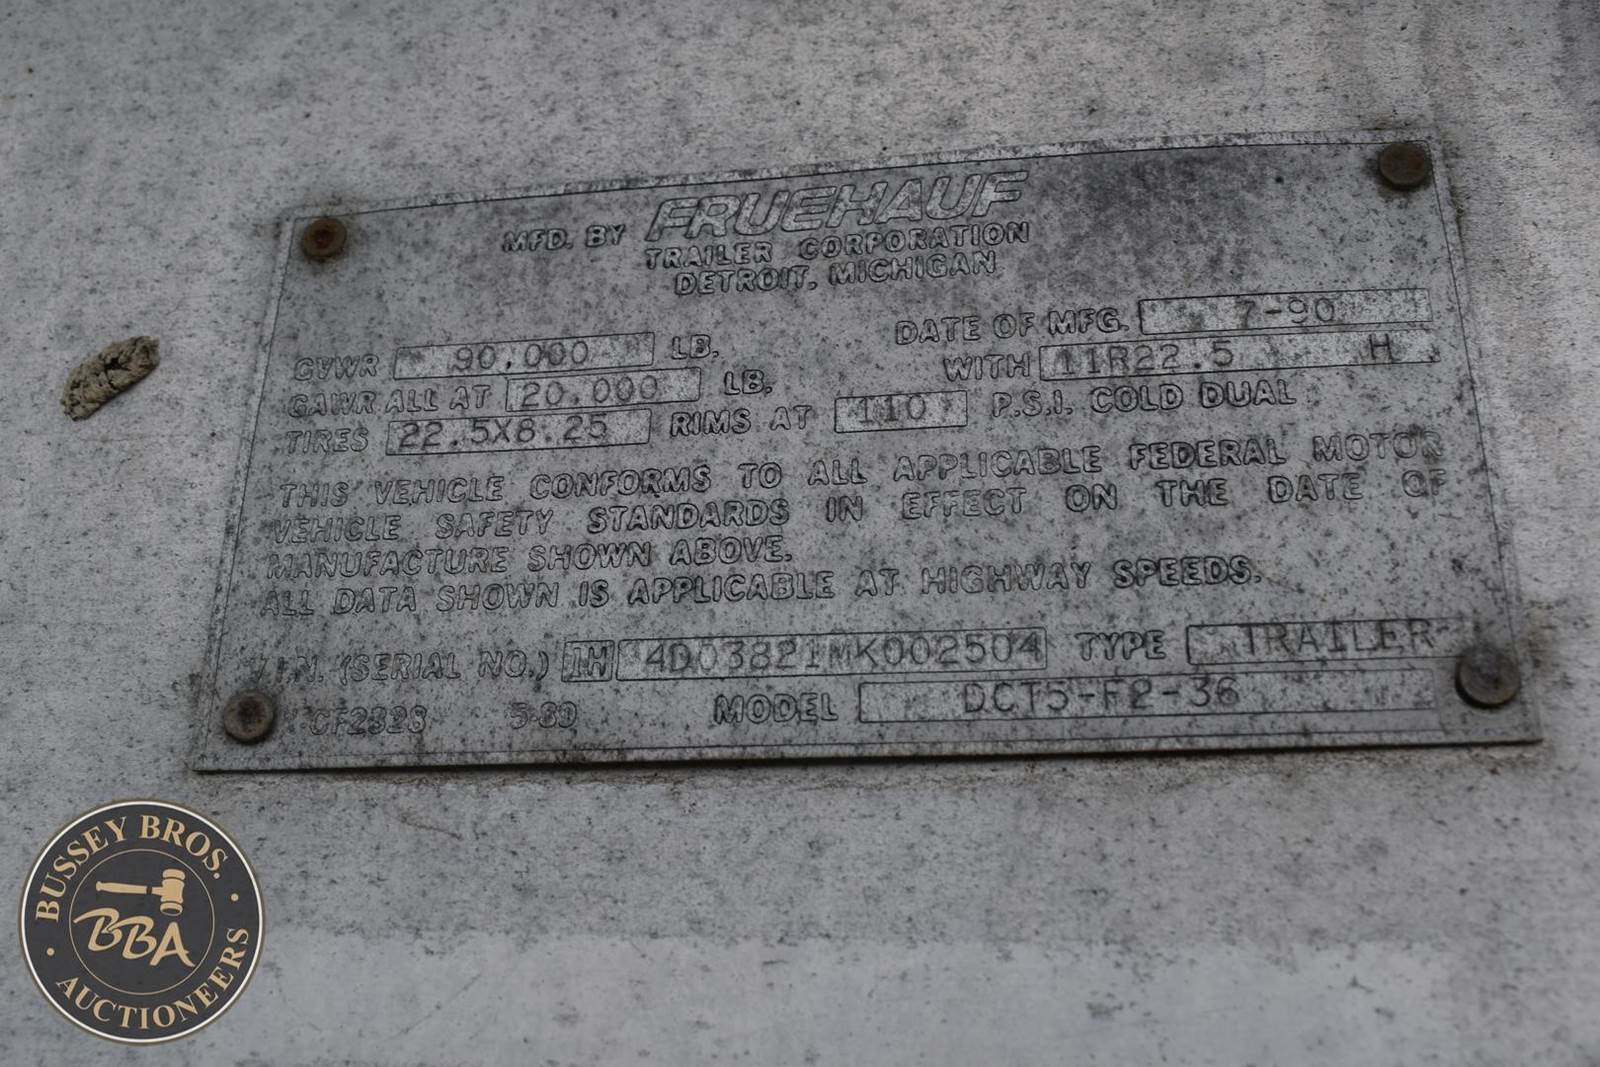 MFD. BY FRUEHAUF
TRAILER CORPORATION
DETROIT, MICHIGAN
DATE OF MFG. 7-90
GVWR 90,000 LB.
WITH 11R22.5 H
GAWR ALL AT 20,000 LB.
TIRES 22.5X8.25 RIMS AT 110 P.S.I. COLD DUAL
THIS VEHICLE CONFORMS TO ALL APPLICABLE FEDERAL MOTOR
VEHICLE SAFETY STANDARDS IN EFFECT ON THE DATE OF
MANUFACTURE SHOWN ABOVE.
ALL DATA SHOWN IS APPLICABLE AT HIGHWAY SPEEDS.
V.I.N. (SERIAL NO.) 1H 4D03821MK002504 TYPE TRAILER
MODEL DCT5-F2-36
BUSSEY BROS.
BBA
AUCTIONEERS